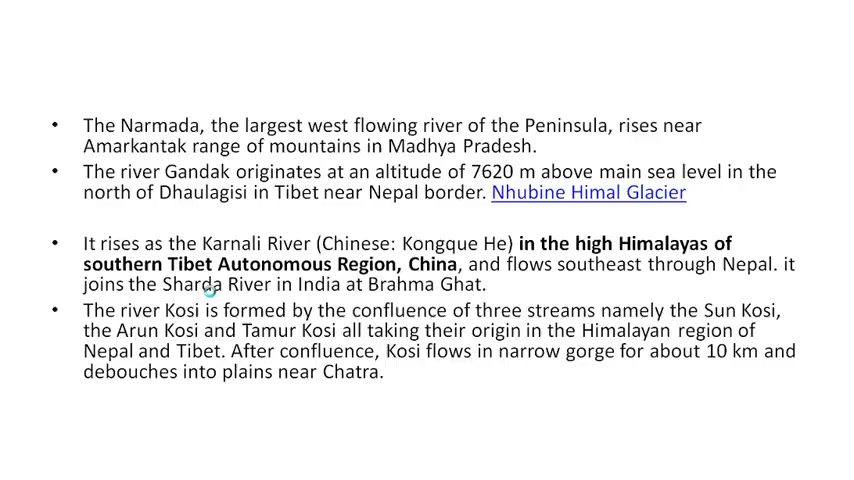 • The Narmada, the largest west flowing river of the Peninsula, rises near
Amarkantak range of mountains in Madhya Pradesh.
• The river Gandak originates at an altitude of 7620 m above main sea level in the
north of Dhaulagisi in Tibet near Nepal border. Nhubine Himal Glacier
• It rises as the Karnali River (Chinese: Kongque He) in the high Himalayas of
southern Tibet Autonomous Region, China, and flows southeast through Nepal. it
joins the Sharda River in India at Brahma Ghat.
• The river Kosi is formed by the confluence of three streams namely the Sun Kosi,
the Arun Kosi and Tamur Kosi all taking their origin in the Himalayan region of
Nepal and Tibet. After confluence, Kosi flows in narrow gorge for about 10 km and
debouches into plains near Chatra.